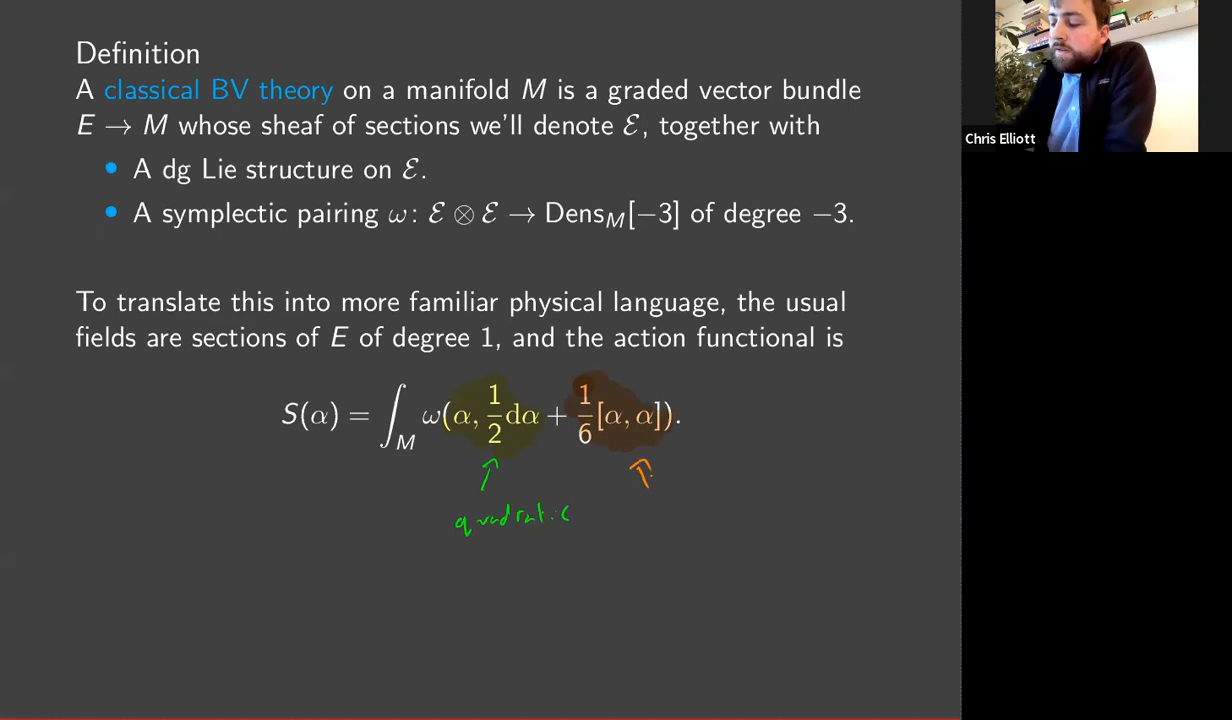 Definition
A classical BV theory on a manifold M is a graded vector bundle
E → M whose sheaf of sections we'll denote ℰ, together with
• A dg Lie structure on ℰ.
• A symplectic pairing ω: ℰ ⊗ ℰ → Dens_M[−3] of degree −3.
To translate this into more familiar physical language, the usual
fields are sections of E of degree 1, and the action functional is
S(α) = ∫_M ω(α, 1/2 dα + 1/6 [α, α]).
quadratic
Chris Elliott